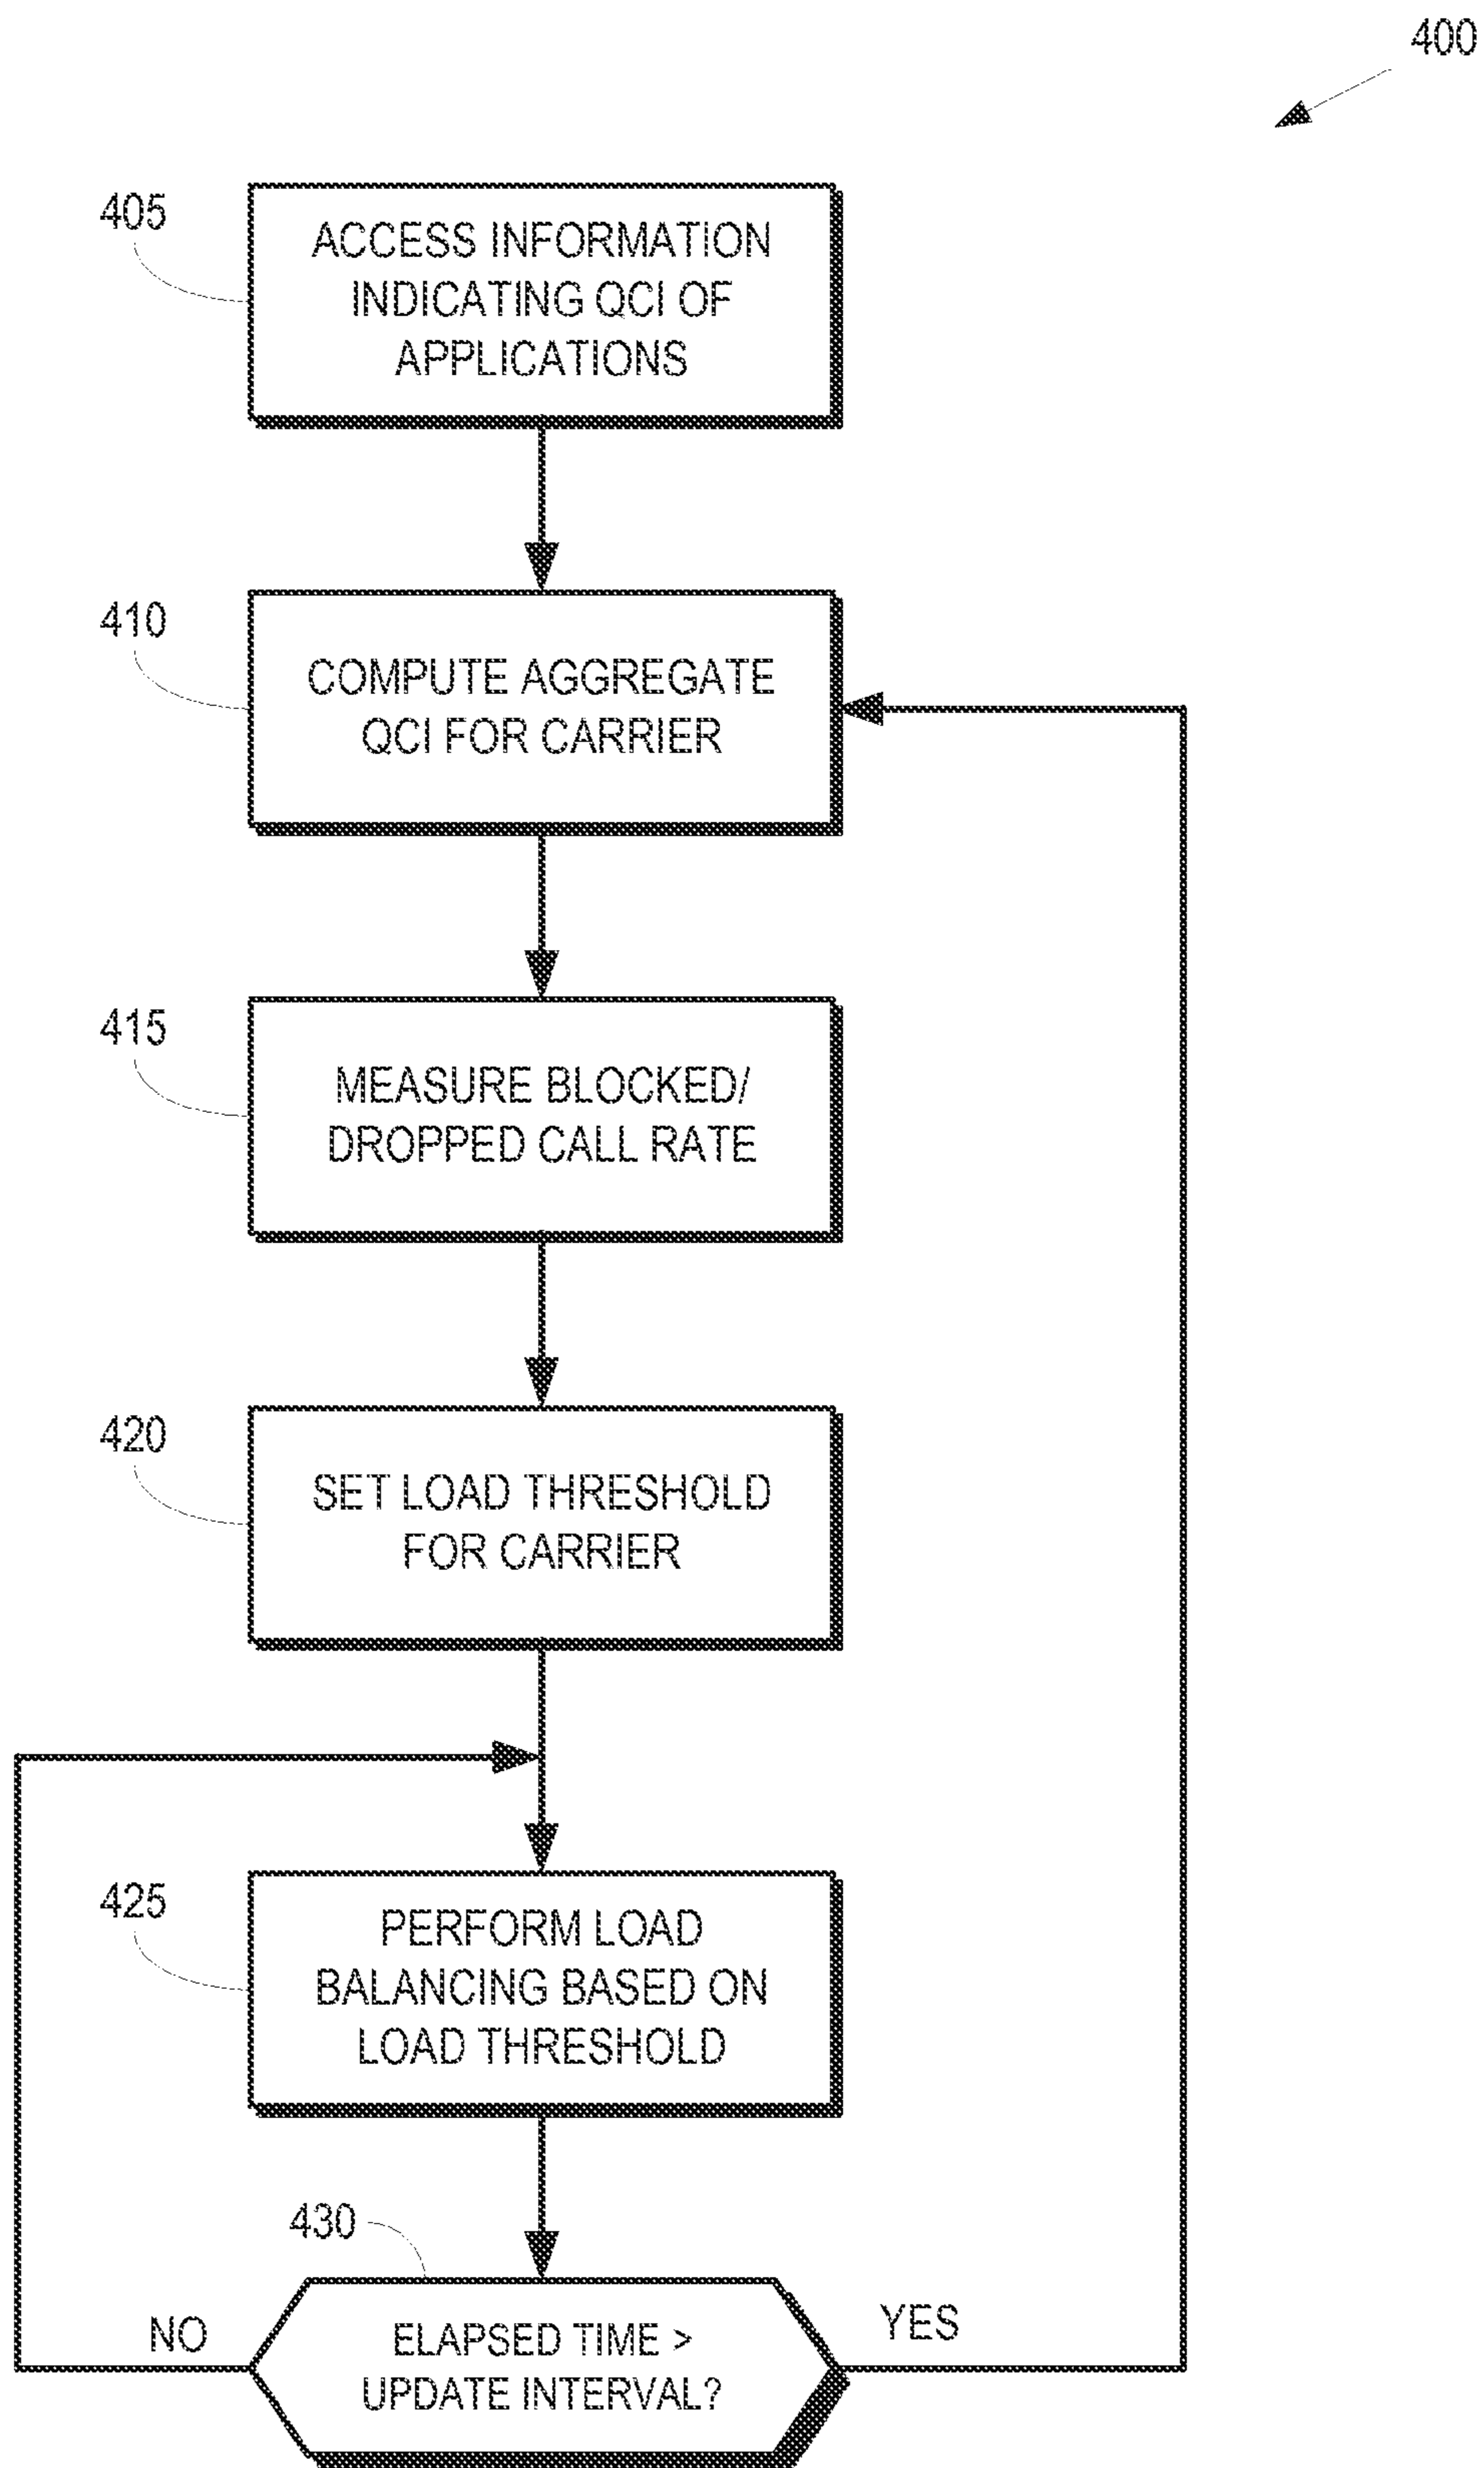 400
405
ACCESS INFORMATION
INDICATING QCI OF
APPLICATIONS
410
COMPUTE AGGREGATE
QCI FOR CARRIER
415
MEASURE BLOCKED/
DROPPED CALL RATE
420
SET LOAD THRESHOLD
FOR CARRIER
425
PERFORM LOAD
BALANCING BASED ON
LOAD THRESHOLD
430
NO
ELAPSED TIME >
UPDATE INTERVAL?
YES